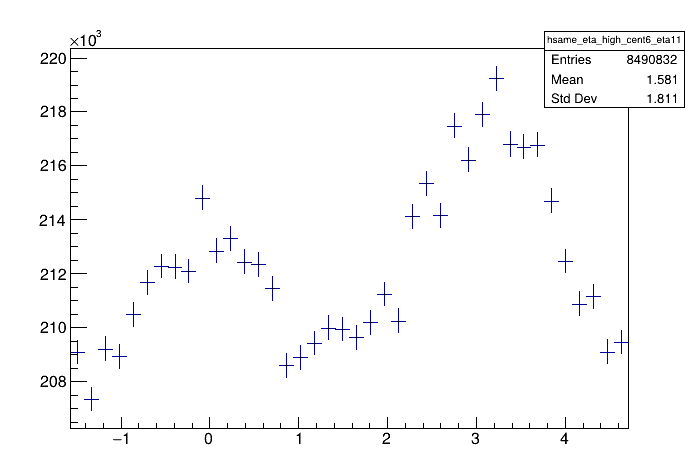 ×10³
hsame_eta_high_cent6_eta11
Entries 8490832
Mean 1.581
Std Dev 1.811
220
218
216
214
212
210
208
−1 0 1 2 3 4